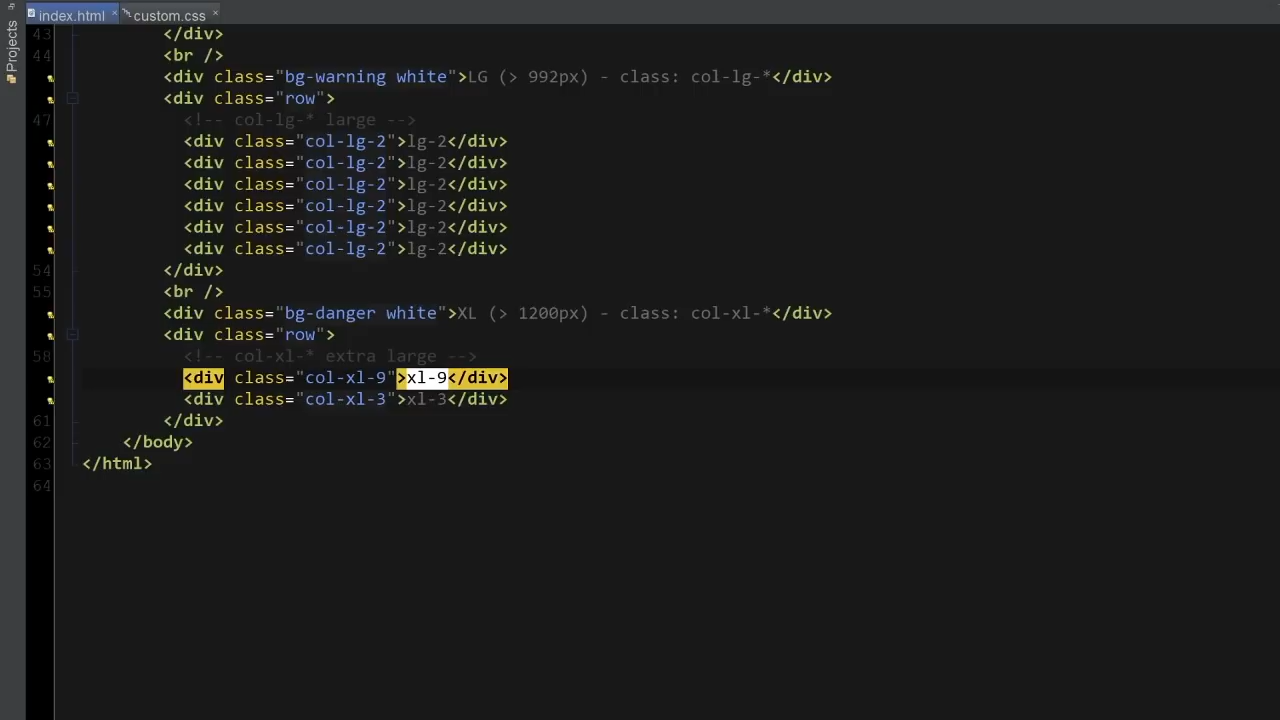 index.html
custom.css
Projects
43 </div>
44 <br />
<div class="bg-warning white">LG (> 992px) - class: col-lg-*</div>
<div class="row">
47 <!-- col-lg-* large -->
<div class="col-lg-2">lg-2</div>
<div class="col-lg-2">lg-2</div>
<div class="col-lg-2">lg-2</div>
<div class="col-lg-2">lg-2</div>
<div class="col-lg-2">lg-2</div>
<div class="col-lg-2">lg-2</div>
54 </div>
55 <br />
<div class="bg-danger white">XL (> 1200px) - class: col-xl-*</div>
<div class="row">
58 <!-- col-xl-* extra large -->
<div class="col-xl-9">xl-9</div>
<div class="col-xl-3">xl-3</div>
61 </div>
62 </body>
63 </html>
64